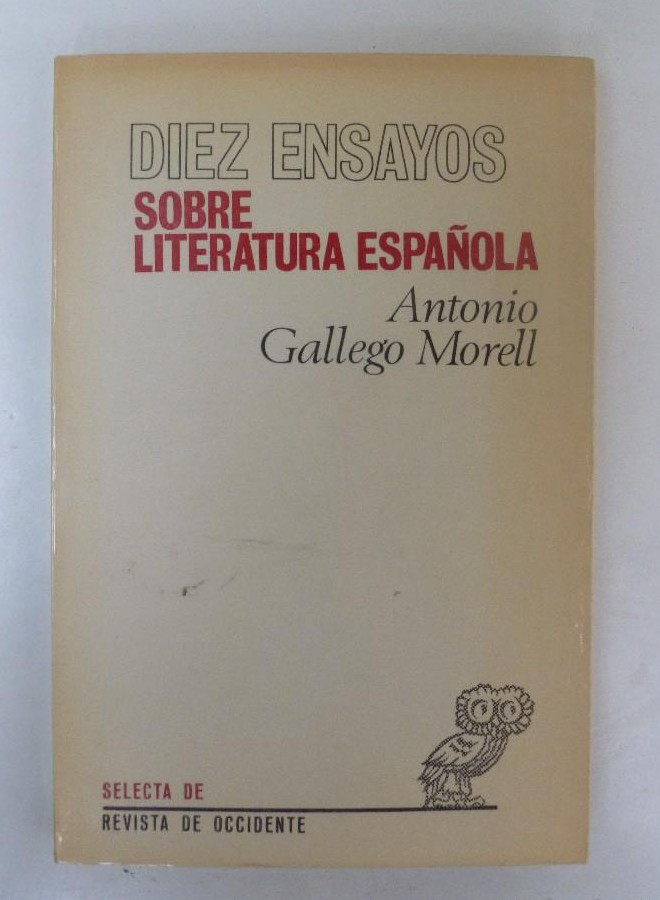 DIEZ ENSAYOS
SOBRE
LITERATURA ESPAÑOLA
Antonio
Gallego Morell
SELECTA DE
REVISTA DE OCCIDENTE